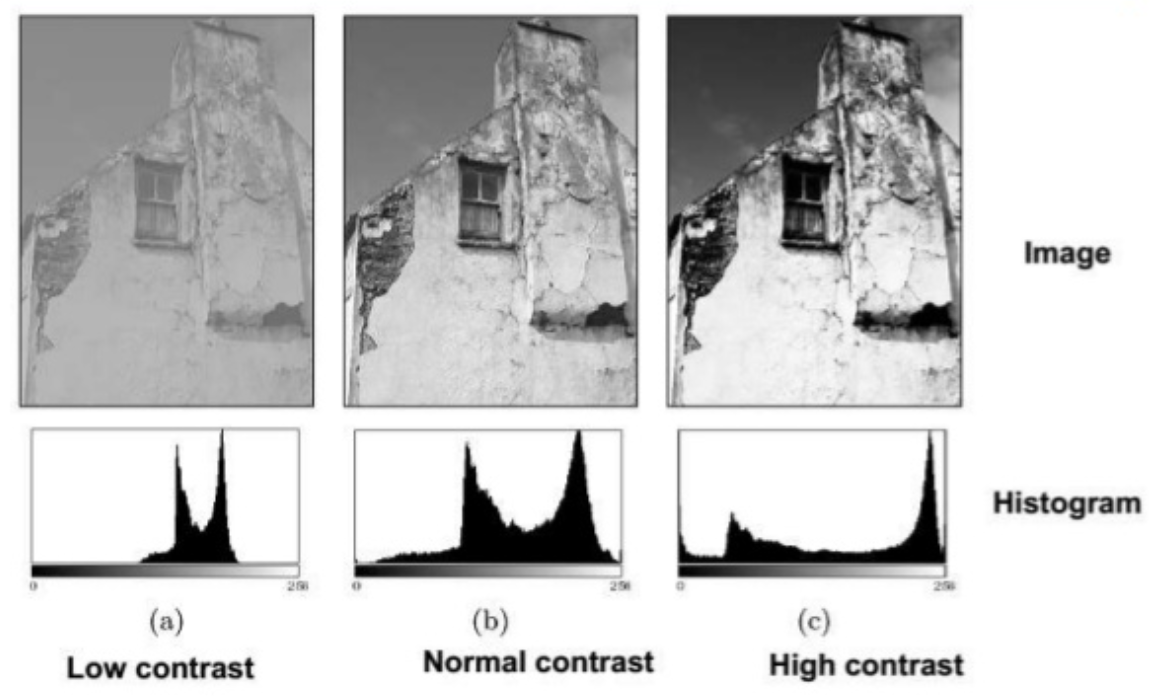 Image
Histogram
0 256 0 256 0 256
(a) (b) (c)
Low contrast Normal contrast High contrast